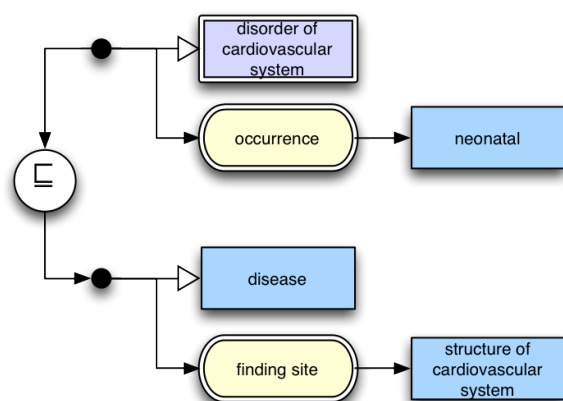 disorder of
cardiovascular
system
occurrence
neonatal
⊑
disease
finding site
structure of
cardiovascular
system